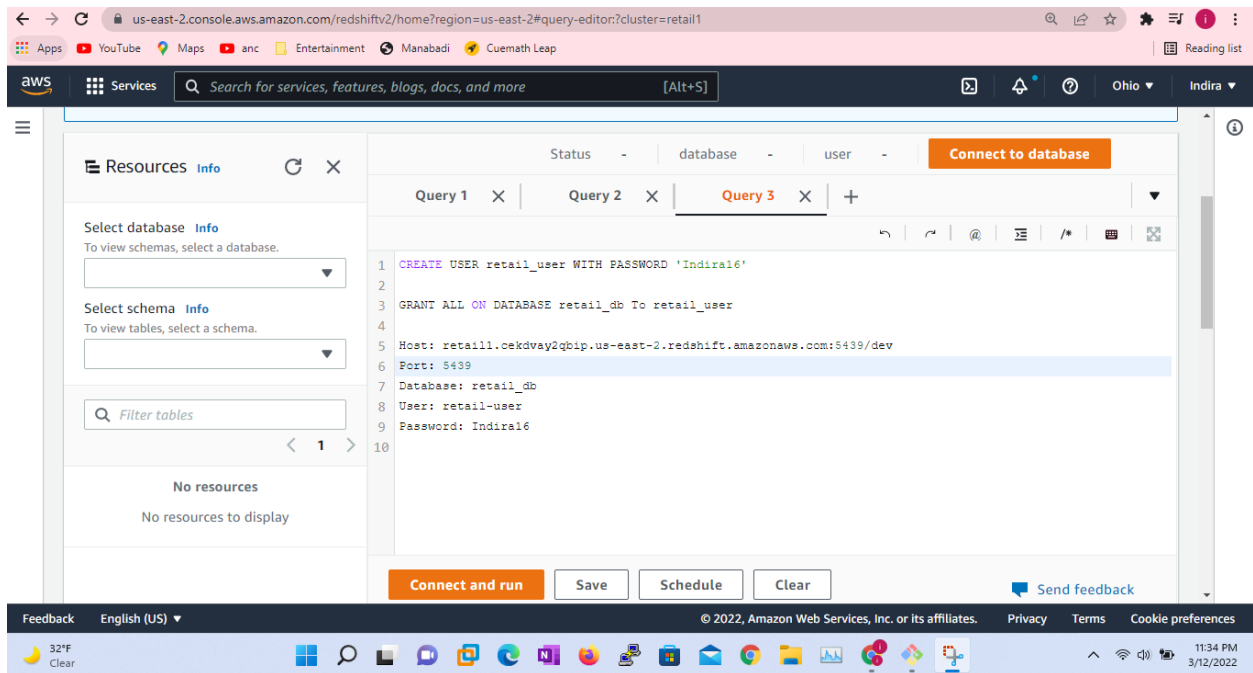 us-east-2.console.aws.amazon.com/redshiftv2/home?region=us-east-2#query-editor:?cluster=retail1
i
Apps YouTube Maps anc Entertainment Manabadi Cuemath Leap Reading list
aws Services Search for services, features, blogs, docs, and more [Alt+S] Ohio ▼ Indira ▼
Resources Info
Status - database - user - Connect to database
Query 1 Query 2 Query 3
Select database Info
To view schemas, select a database.
Select schema Info
To view tables, select a schema.
Filter tables
1
No resources
No resources to display
@ /*
1 CREATE USER retail_user WITH PASSWORD 'Indira16'
2
3 GRANT ALL ON DATABASE retail_db To retail_user
4
5 Host: retail1.cekdvay2qbip.us-east-2.redshift.amazonaws.com:5439/dev
6 Port: 5439
7 Database: retail_db
8 User: retail-user
9 Password: Indira16
10
Connect and run Save Schedule Clear Send feedback
Feedback English (US) ▼ © 2022, Amazon Web Services, Inc. or its affiliates. Privacy Terms Cookie preferences
32°F
Clear
11:34 PM
3/12/2022